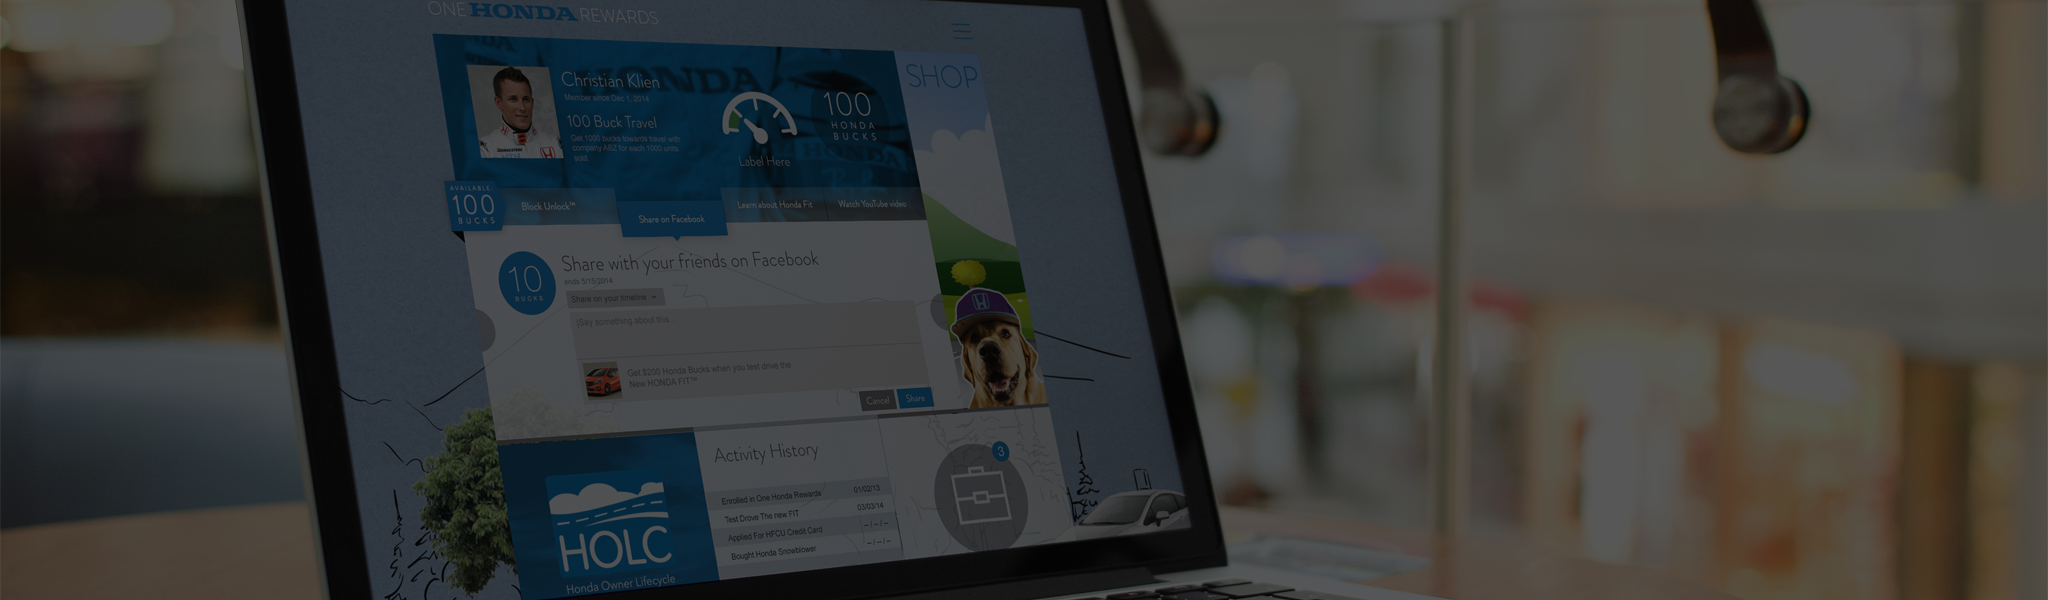 ONE HONDA REWARDS
Christian Klien
Member since Dec 1, 2014
100 Buck Travel
Get 1000 bucks towards travel with
company ABZ for each 1000 units
sold.
Label Here
100
HONDA
BUCKS
SHOP
AVAILABLE:
100
BUCKS
Block Unlock™
Share on Facebook
Learn about Honda Fit
Watch YouTube video
10
BUCKS
Share with your friends on Facebook
ends 5/15/2014
Share on your timeline
Say something about this..
Get $200 Honda Bucks when you test drive the
New HONDA FIT™
Cancel
Share
HOLC
Honda Owner Lifecycle
Activity History
Enrolled in One Honda Rewards 01/02/13
Test Drove The new FIT 03/03/14
Applied For HFCU Credit Card --/--/--
Bought Honda Snowblower --/--/--
3